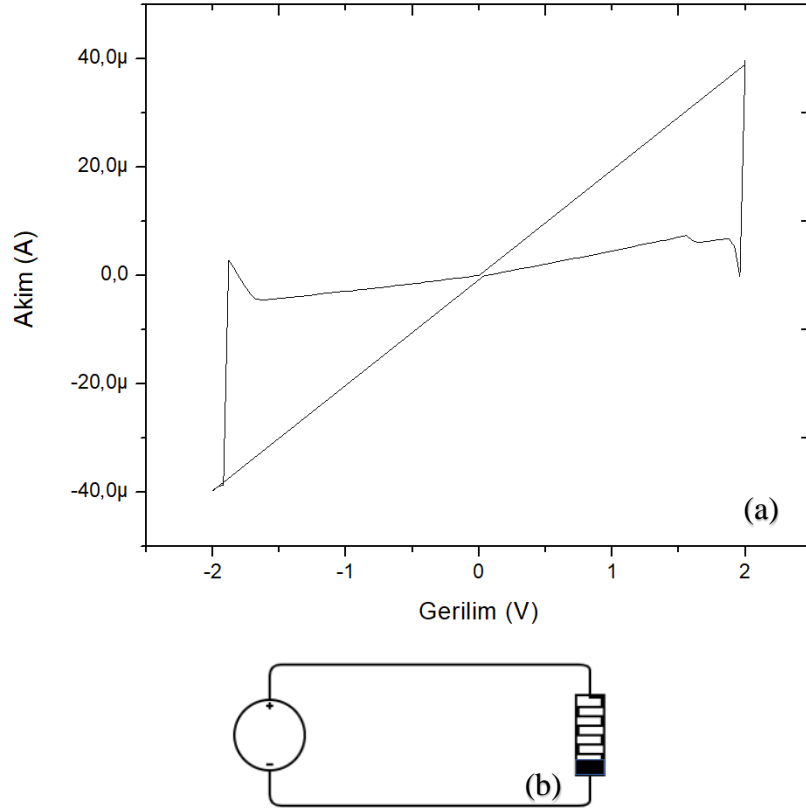 40,0µ
20,0µ
0,0
-20,0µ
-40,0µ
Akim (A)
(a)
-2 -1 0 1 2
Gerilim (V)
+
-
(b)